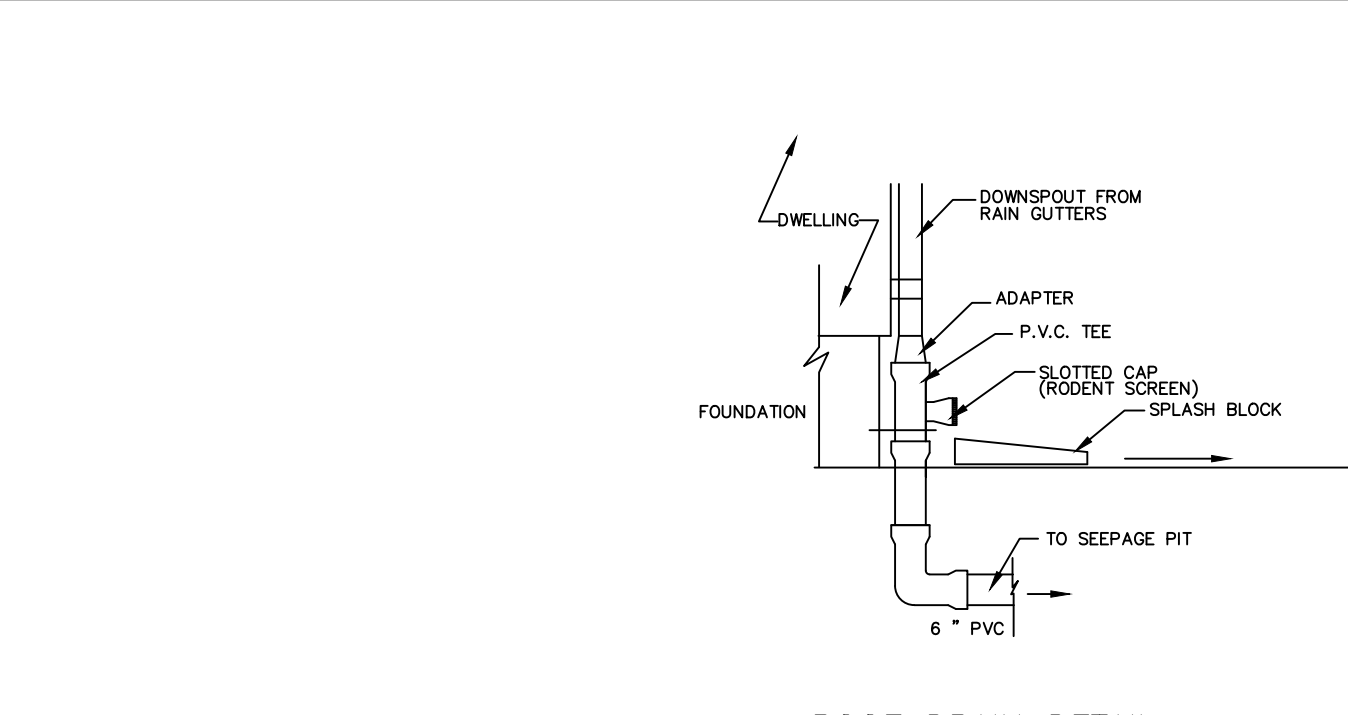 DOWNSPOUT FROM
RAIN GUTTERS
DWELLING
ADAPTER
P.V.C. TEE
SLOTTED CAP
(RODENT SCREEN)
FOUNDATION
SPLASH BLOCK
TO SEEPAGE PIT
6 " PVC